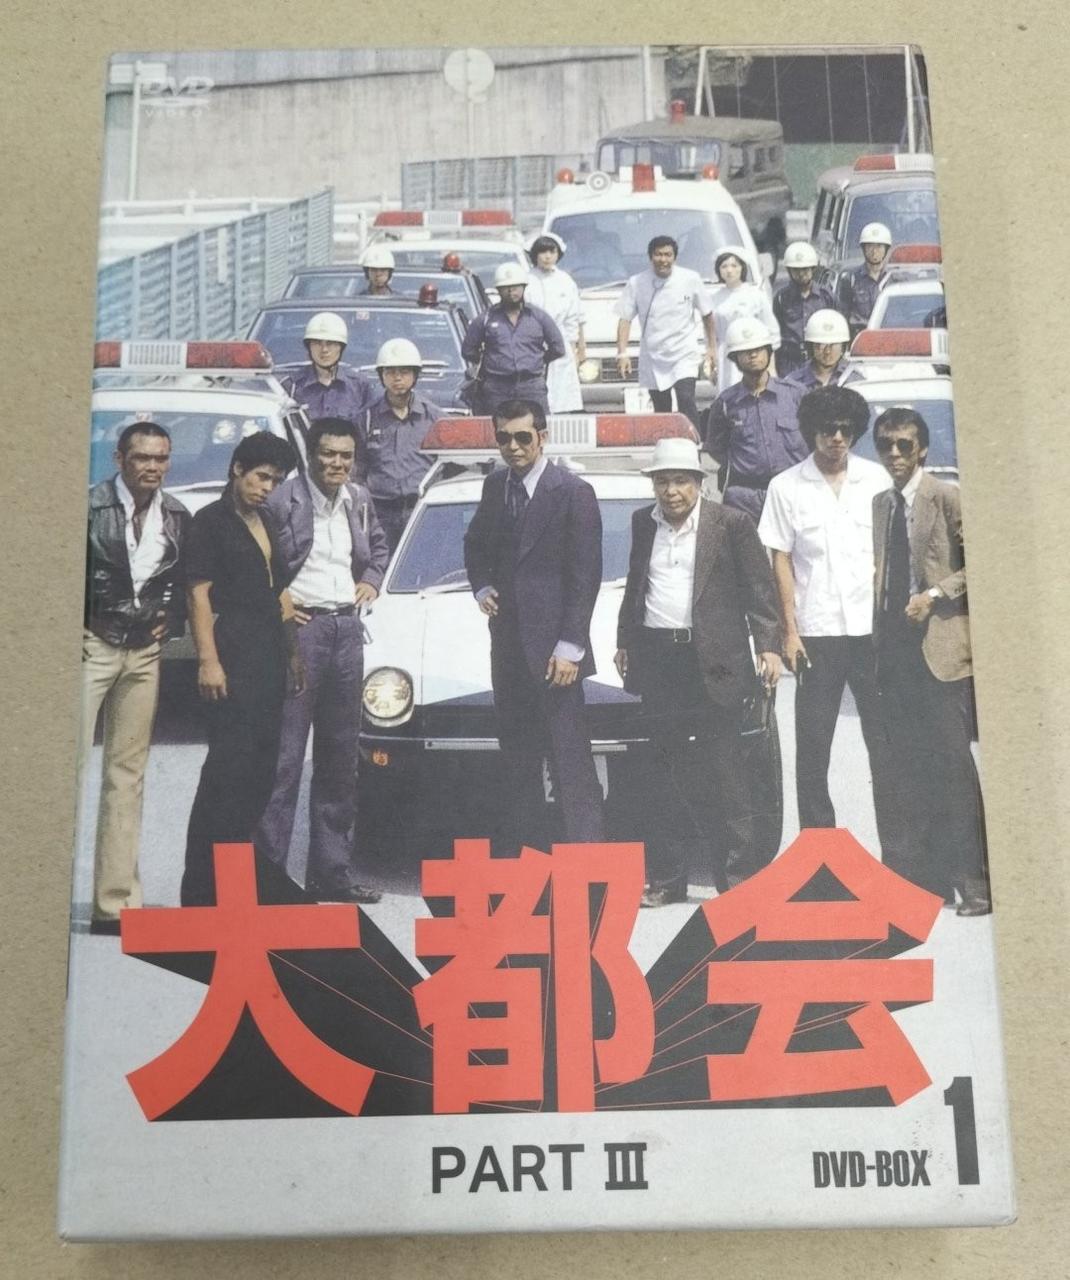 DVD
VIDEO
大都会
PART III
DVD-BOX 1